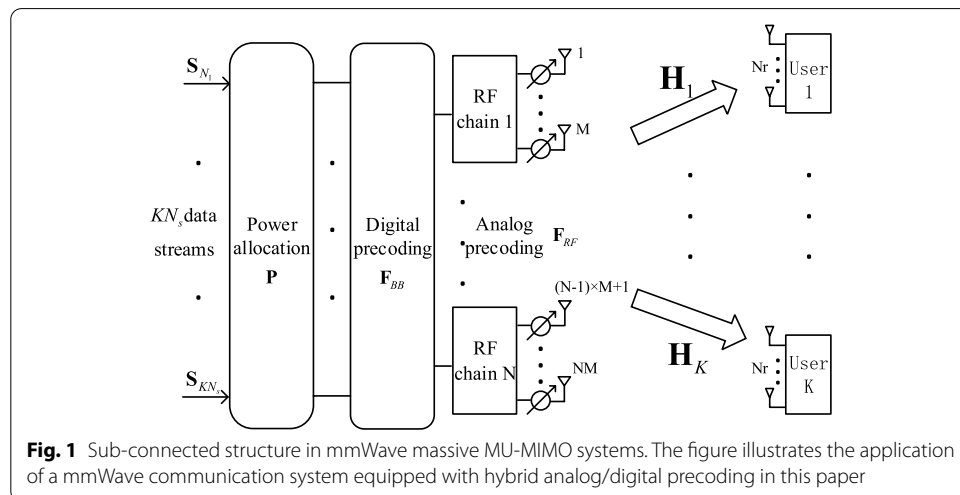 S_{N_1}
KN_s data
streams
S_{KN_s}
Power
allocation
P
Digital
precoding
F_{BB}
RF
chain 1
1
M
Analog
precoding F_{RF}
(N-1)×M+1
RF
chain N
NM
H_1
H_K
Nr
User
1
Nr
User
K
Fig. 1 Sub-connected structure in mmWave massive MU-MIMO systems. The figure illustrates the application
of a mmWave communication system equipped with hybrid analog/digital precoding in this paper